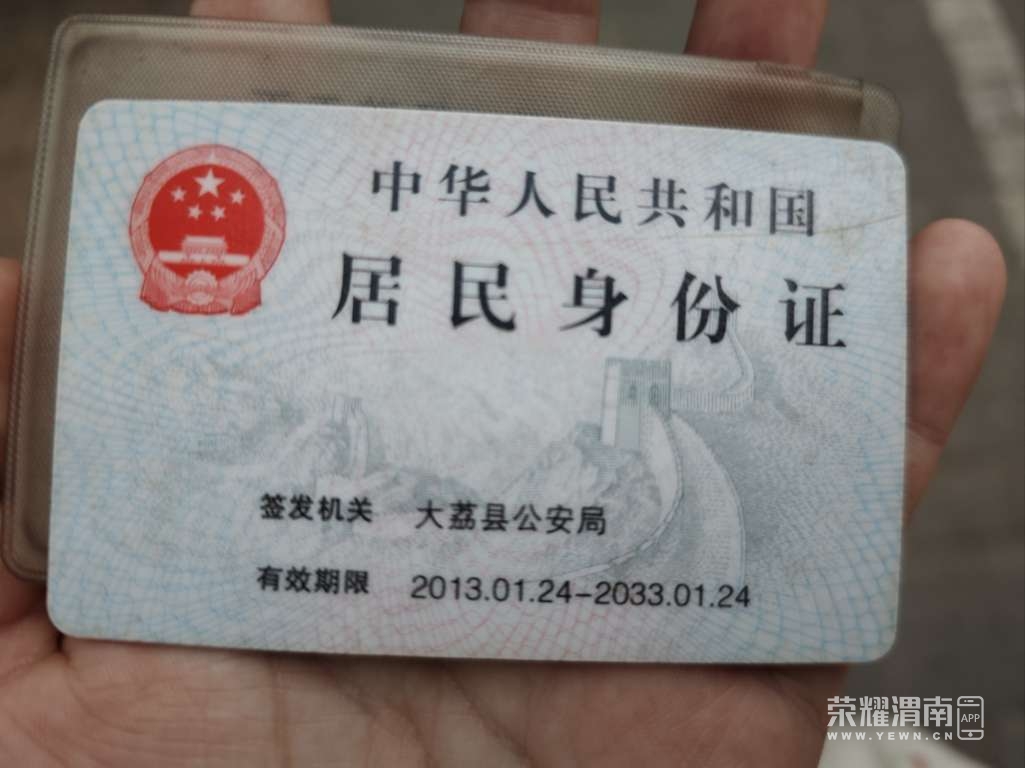 中华人民共和国
居民身份证
签发机关 大荔县公安局
有效期限 2013.01.24-2033.01.24
荣耀渭南 APP
WWW.YEWN.CN